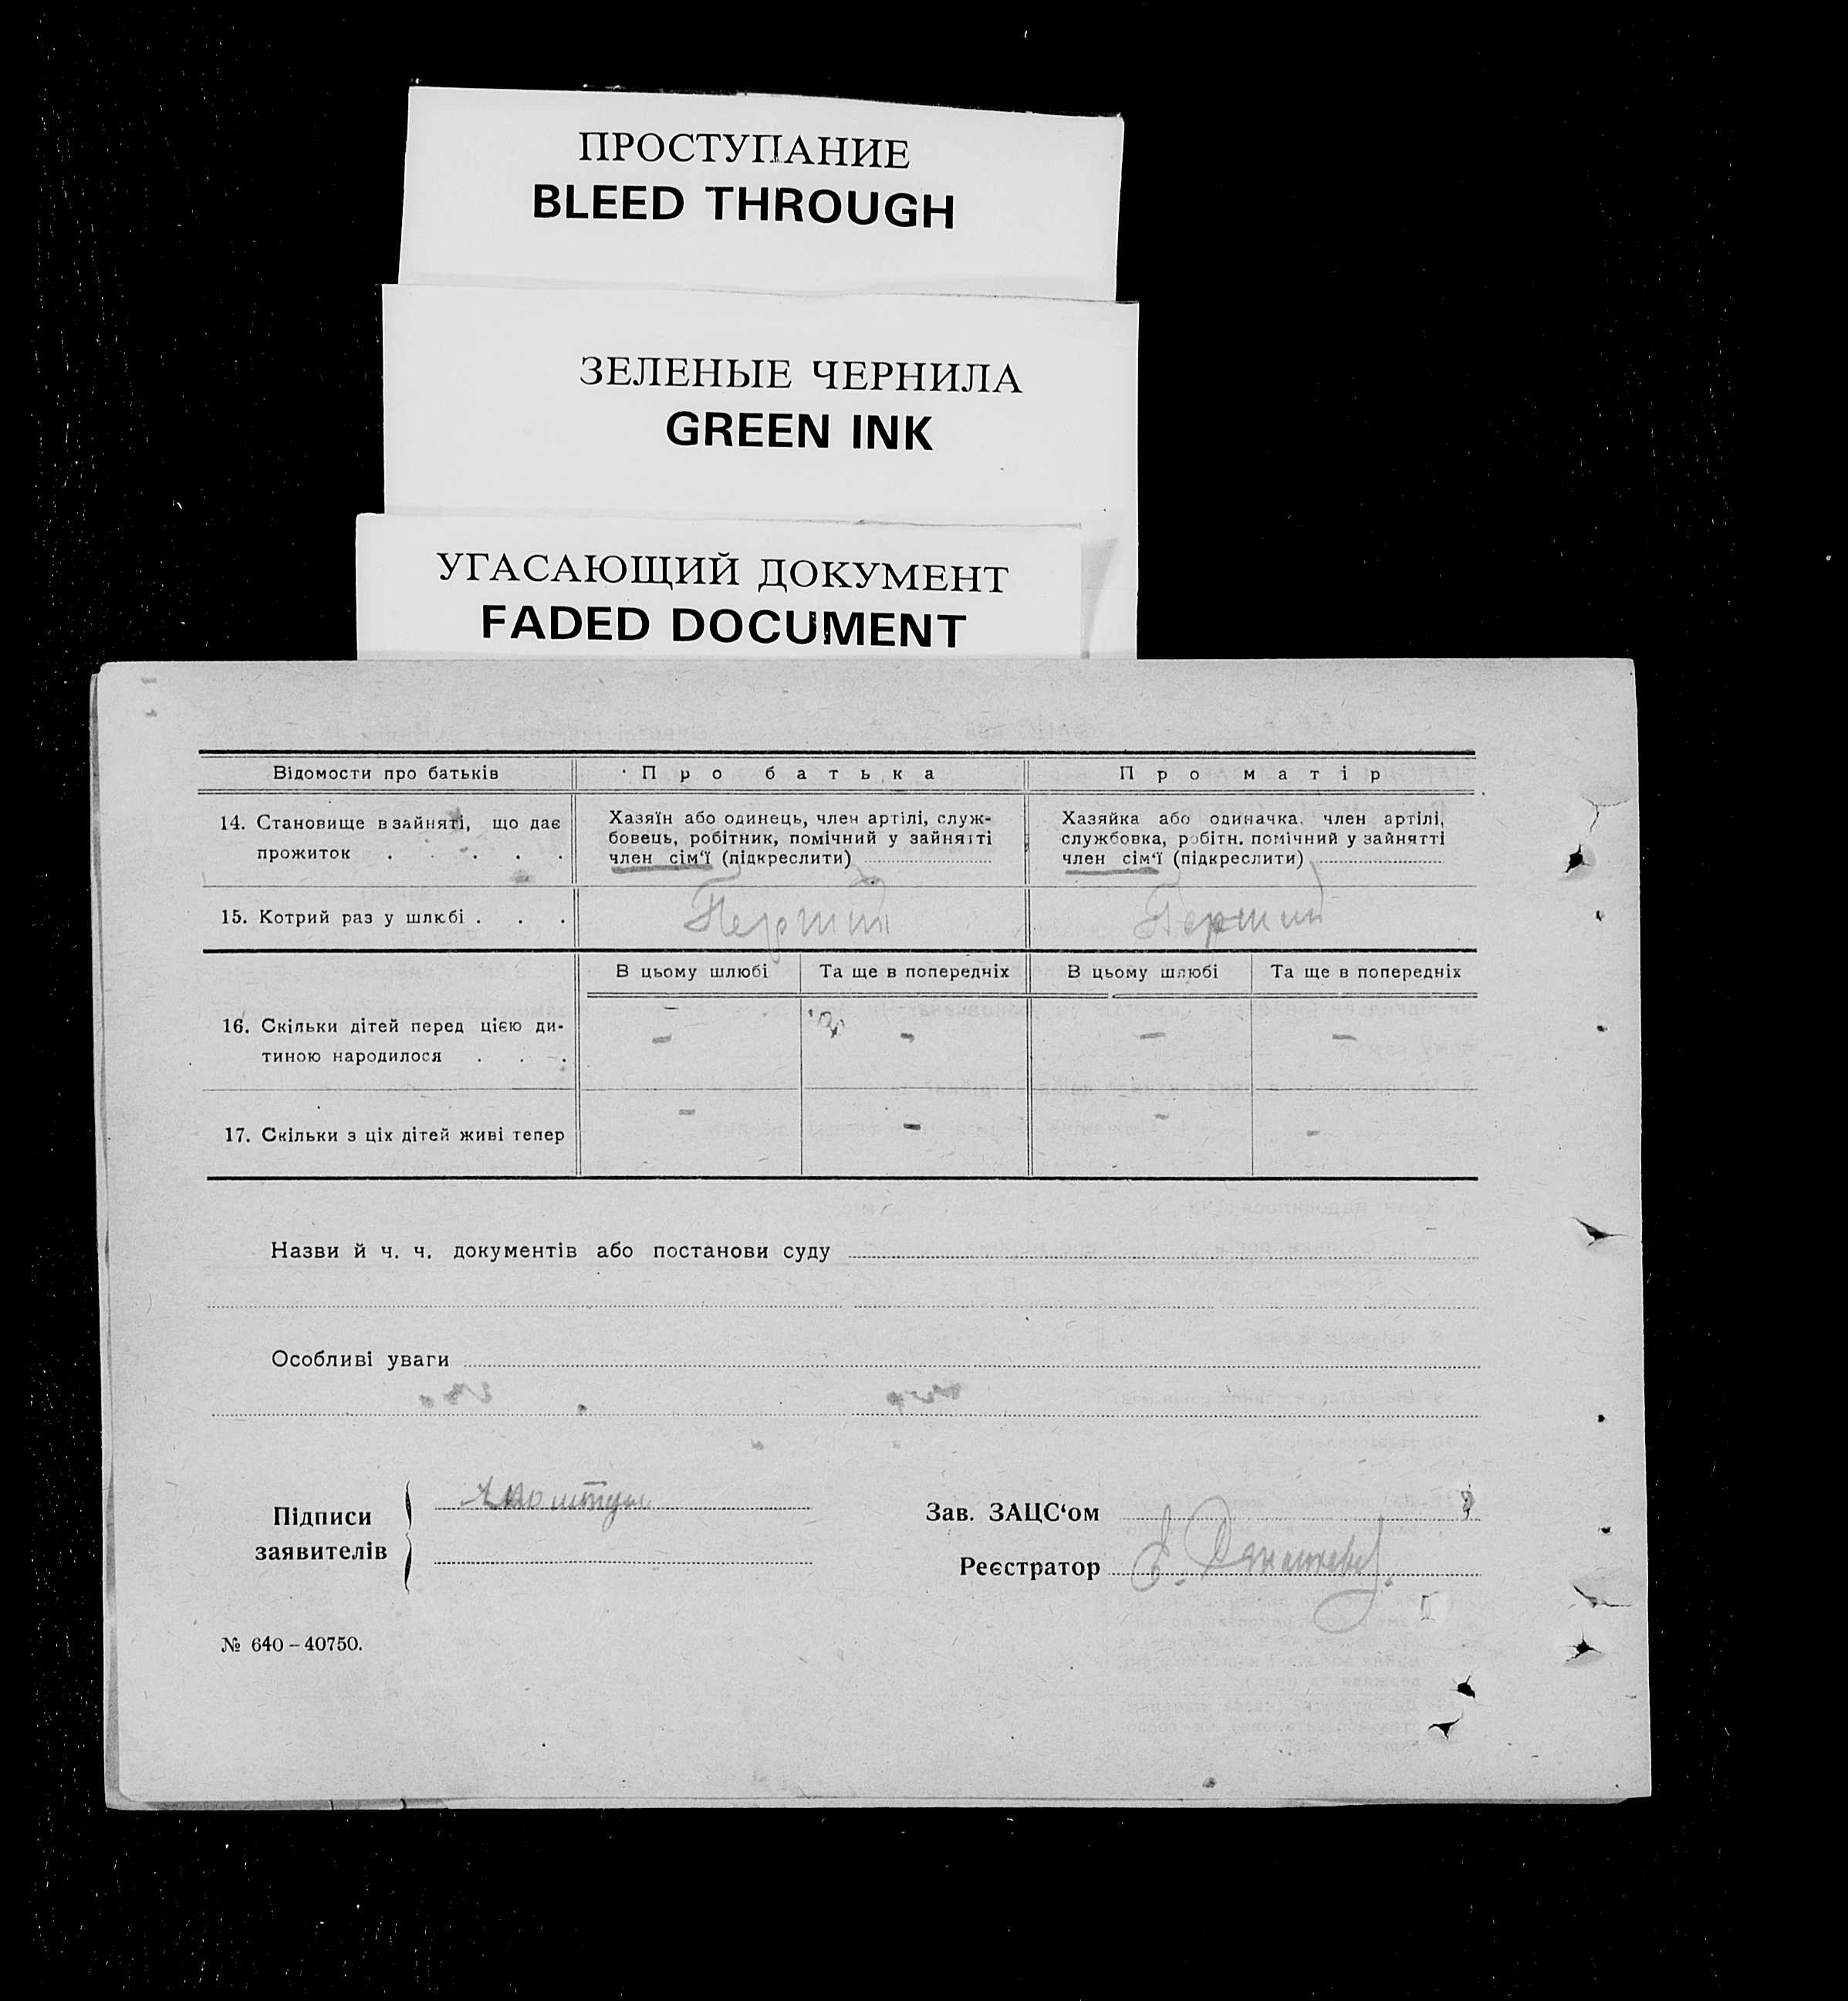 ПРОСТУПАНИЕ
BLEED THROUGH
ЗЕЛЕНЫЕ ЧЕРНИЛА
GREEN INK
УГАСАЮЩИЙ ДОКУМЕНТ
FADED DOCUMENT
Відомости про батьків
Про батька
Про матір
14. Становище в зайняті, що дає
прожиток . . . . .
Хазяїн або одинець, член артілі, служ-
бовець, робітник, помічний у зайнятті
член сім'ї (підкреслити)
Хазяйка або одиначка, член артілі,
службовка, робітн. помічний у зайнятті
член сім'ї (підкреслити)
15. Котрий раз у шлюбі . . .
Перший
Перший
В цьому шлюбі
Та ще в попередніх
В цьому шлюбі
Та ще в попередніх
16. Скільки дітей перед цією ди-
тиною народилося . . .
– – – –
17. Скільки з ціх дітей живі тепер
– – – –
Назви й ч. ч. документів або постанови суду
Особливі уваги
Підписи
заявителів
Зав. ЗАЦС‘ом
Реєстратор
№ 640–40750.